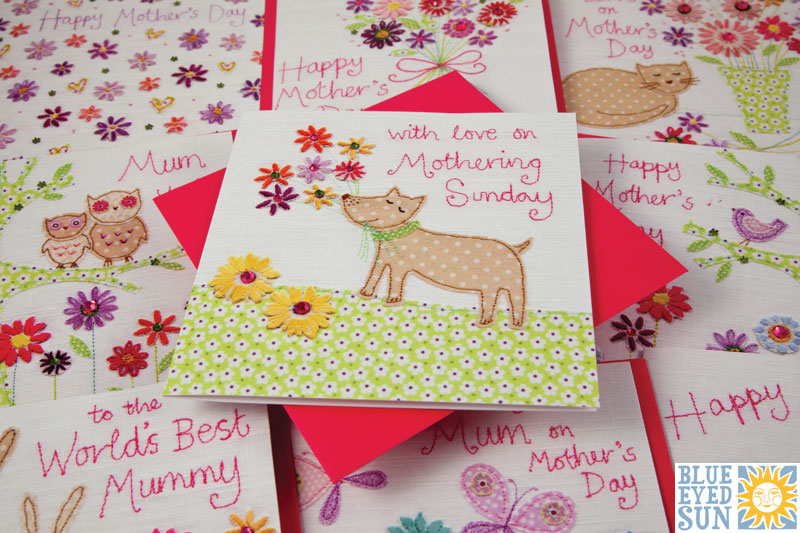 Happy Mother's Day
Happy
Mother's
Day
on
Mother's
Day
Mum
with love on
Mothering
Sunday
Happy
Mother's
to the
World's Best
Mummy
Mum on
Mother's
Day
Happy
BLUE
EYED
SUN